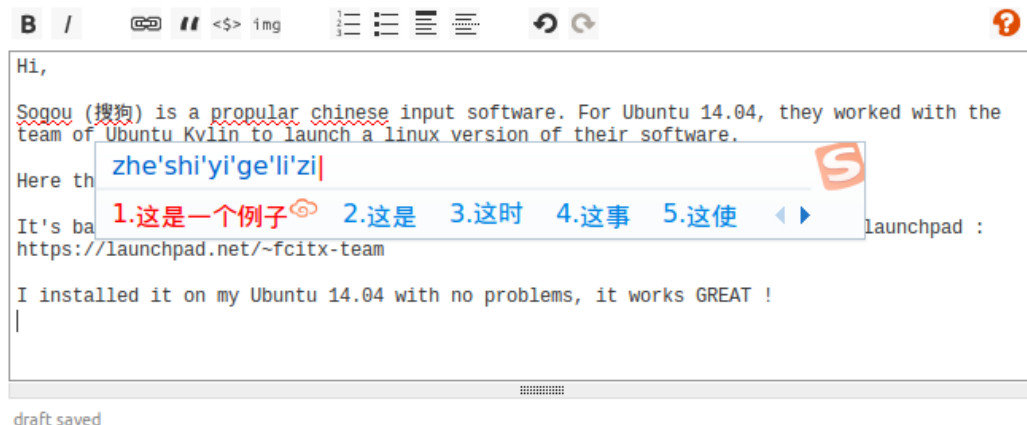 B I <$> img
Hi,
Sogou (搜狗) is a propular chinese input software. For Ubuntu 14.04, they worked with the
team of Ubuntu Kylin to launch a linux version of their software.
zhe'shi'yi'ge'li'zi
Here th
1.这是一个例子 2.这是 3.这时 4.这事 5.这使
It's ba launchpad :
https://launchpad.net/~fcitx-team
I installed it on my Ubuntu 14.04 with no problems, it works GREAT !
draft saved